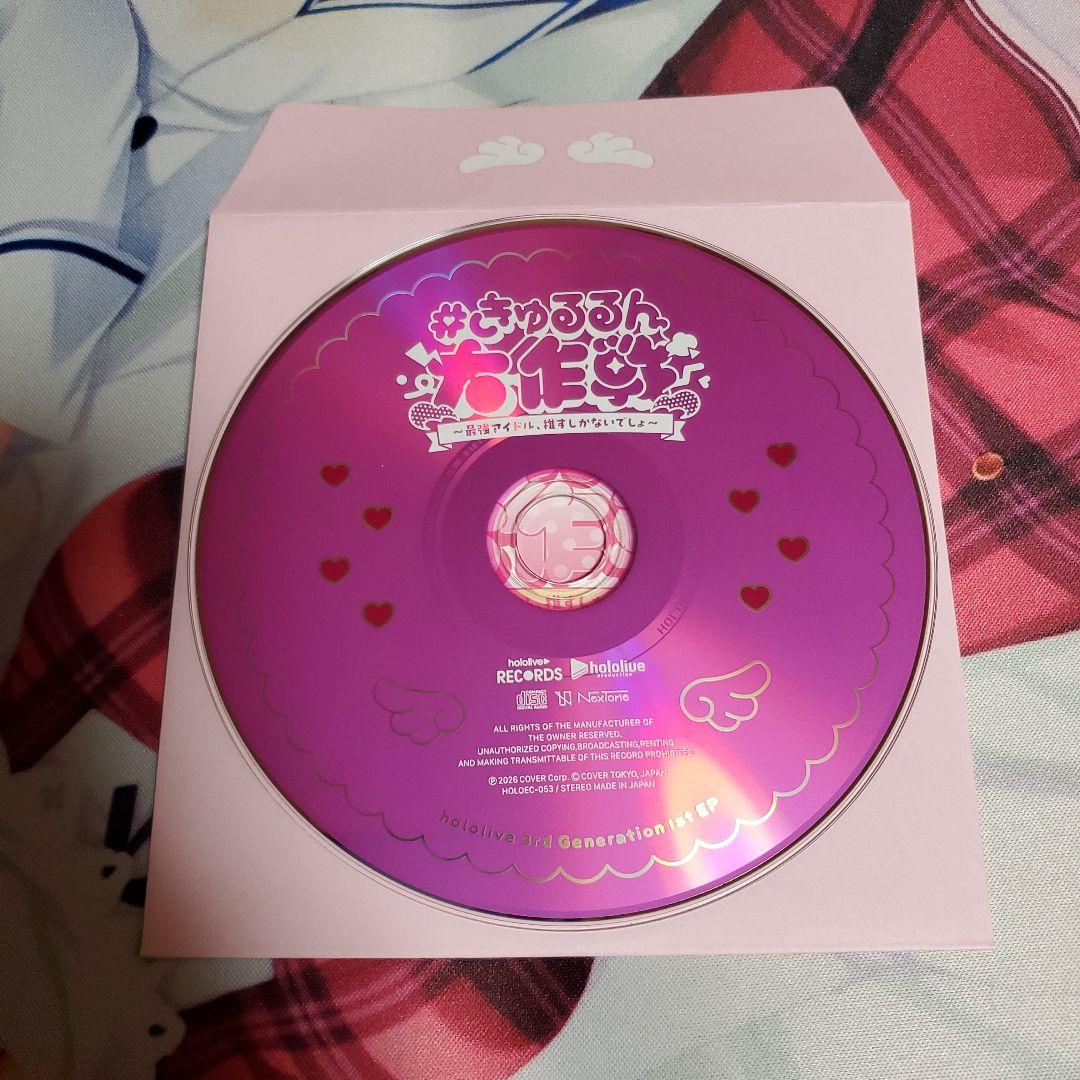 #きゅるるん
大作戦
～最強アイドル、推すしかないでしょ～
hololive
RECORDS
hololive
production
COMPACT
disc
DIGITAL AUDIO
NexTone
ALL RIGHTS OF THE MANUFACTURER OF
THE OWNER RESERVED.
UNAUTHORIZED COPYING,BROADCASTING,RENTING
AND MAKING TRANSMITTABLE OF THIS RECORD PROHIBITED.
Ⓟ2026 COVER Corp. © COVER TOKYO, JAPAN
HOLOEC-053 / STEREO MADE IN JAPAN
hololive 3rd Generation 1st EP